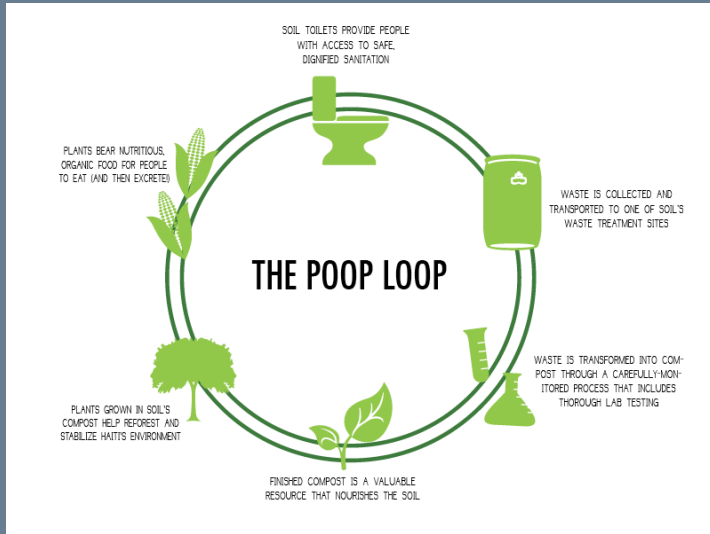 SOIL TOILETS PROVIDE PEOPLE
WITH ACCESS TO SAFE,
DIGNIFIED SANITATION
WASTE IS COLLECTED AND
TRANSPORTED TO ONE OF SOIL'S
WASTE TREATMENT SITES
WASTE IS TRANSFORMED INTO COM-
POST THROUGH A CAREFULLY-MON-
ITORED PROCESS THAT INCLUDES
THOROUGH LAB TESTING
FINISHED COMPOST IS A VALUABLE
RESOURCE THAT NOURISHES THE SOIL
PLANTS GROWN IN SOIL'S
COMPOST HELP REFOREST AND
STABILIZE HAITI'S ENVIRONMENT
PLANTS BEAR NUTRITIOUS,
ORGANIC FOOD FOR PEOPLE
TO EAT (AND THEN EXCRETE!)
THE POOP LOOP